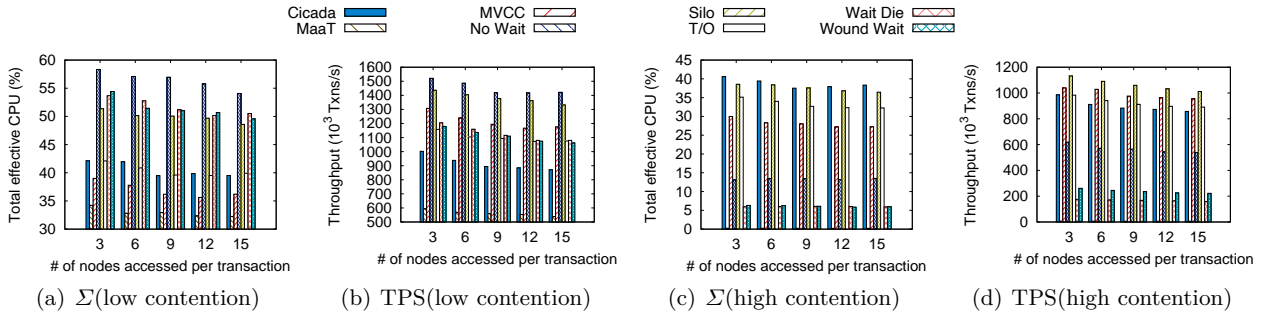 Cicada
MaaT
MVCC
No Wait
Silo
T/O
Wait Die
Wound Wait
Total effective CPU (%)
60
55
50
45
40
35
30
3 6 9 12 15
# of nodes accessed per transaction
(a) Σ(low contention)
Throughput (10³ Txns/s)
1600
1500
1400
1300
1200
1100
1000
900
800
700
600
500
3 6 9 12 15
# of nodes accessed per transaction
(b) TPS(low contention)
Total effective CPU (%)
45
40
35
30
25
20
15
10
5
0
3 6 9 12 15
# of nodes accessed per transaction
(c) Σ(high contention)
Throughput (10³ Txns/s)
1200
1000
800
600
400
200
0
3 6 9 12 15
# of nodes accessed per transaction
(d) TPS(high contention)